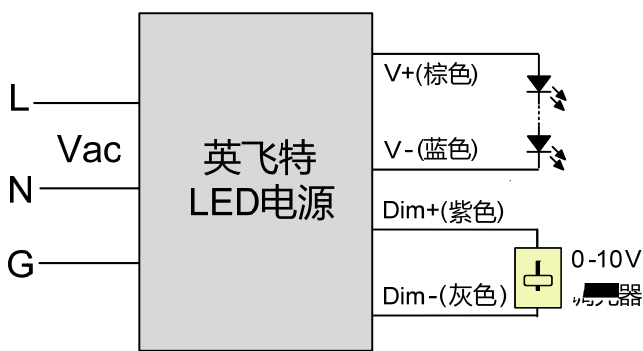 L
Vac
N
G
英飞特
LED电源
V+(棕色)
V-(蓝色)
Dim+(紫色)
Dim-(灰色)
0-10V
器